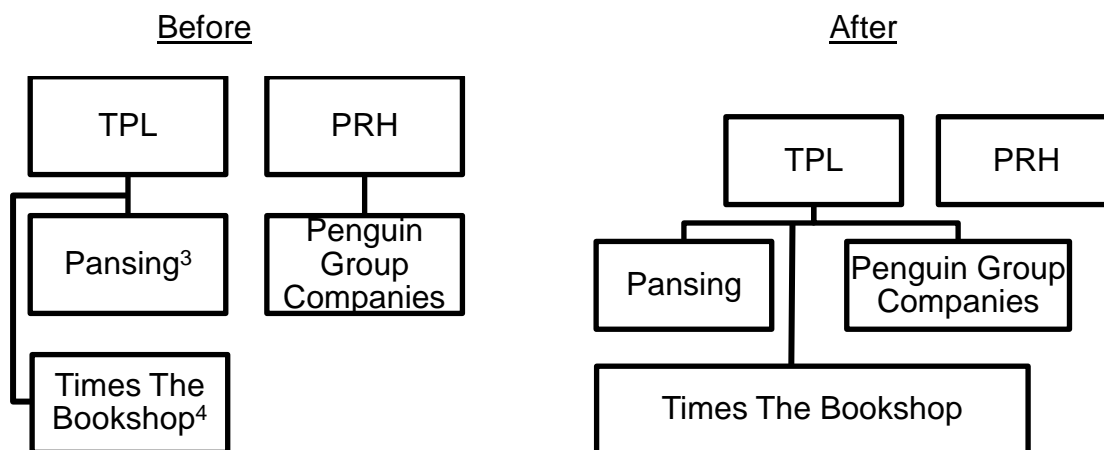 Before
TPL
PRH
Pansing³
Penguin
Group
Companies
Times The
Bookshop⁴
After
TPL
PRH
Pansing
Penguin Group
Companies
Times The Bookshop